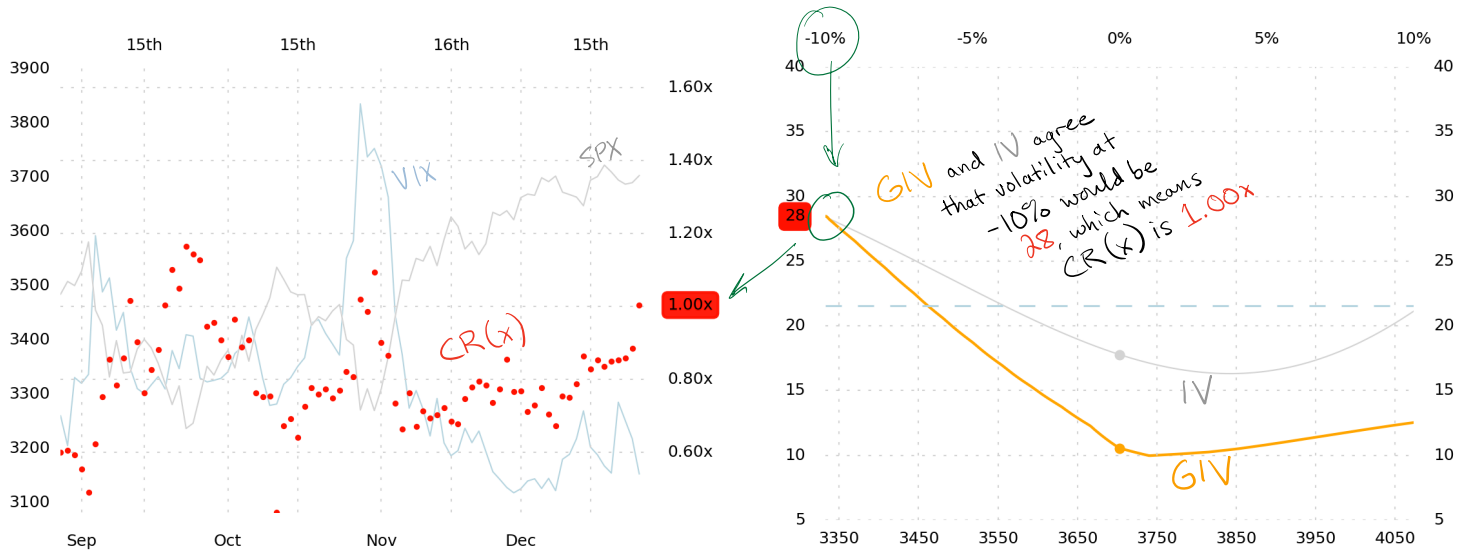 15th 15th 16th 15th
3900
3800
3700
3600
3500
3400
3300
3200
3100
1.60x
1.40x
1.20x
1.00x
0.80x
0.60x
Sep Oct Nov Dec
VIX
SPX
CR(x)
-10% -5% 0% 5% 10%
40
35
30
28
25
20
15
10
5
40
35
30
25
20
15
10
5
GIV and IV agree
that volatility at
-10% would be
28, which means
CR(x) is 1.00x
IV
GIV
3350 3450 3550 3650 3750 3850 3950 4050